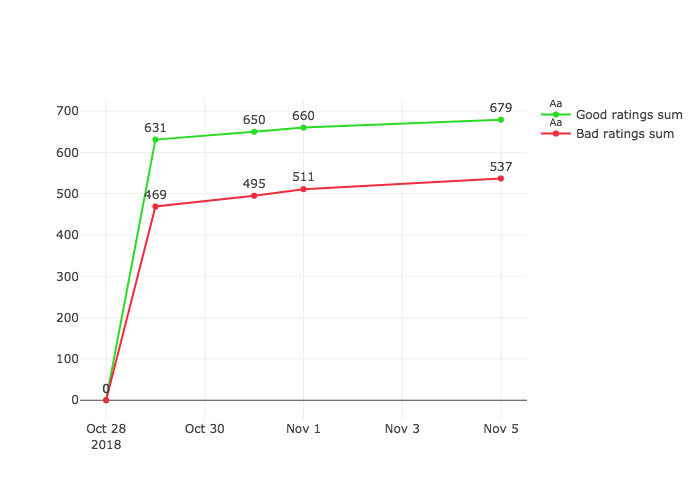 Aa
Good ratings sum
Aa
Bad ratings sum
700
600
500
400
300
200
100
0
631
650
660
679
469
495
511
537
0
Oct 28
2018
Oct 30
Nov 1
Nov 3
Nov 5